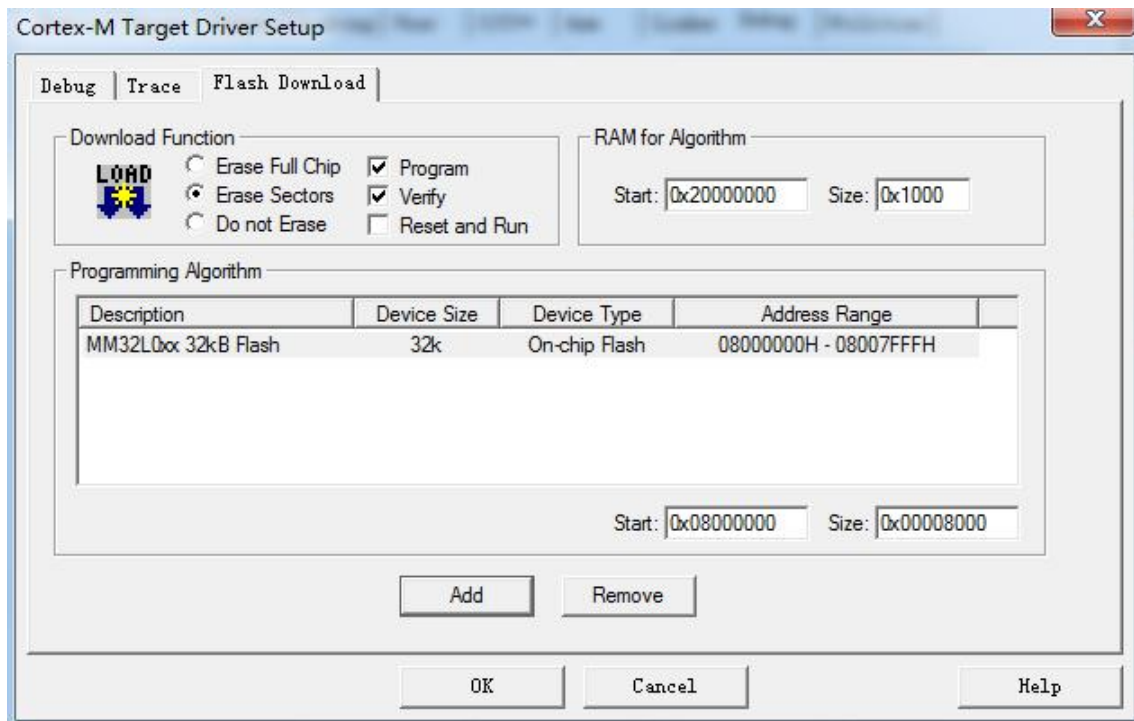 Cortex-M Target Driver Setup
Debug Trace Flash Download
Download Function
LOAD
Erase Full Chip Program
Erase Sectors Verify
Do not Erase Reset and Run
RAM for Algorithm
Start: 0x20000000 Size: 0x1000
Programming Algorithm
Description Device Size Device Type Address Range
MM32L0xx 32kB Flash 32k On-chip Flash 08000000H - 08007FFFH
Start: 0x08000000 Size: 0x00008000
Add Remove
OK Cancel Help